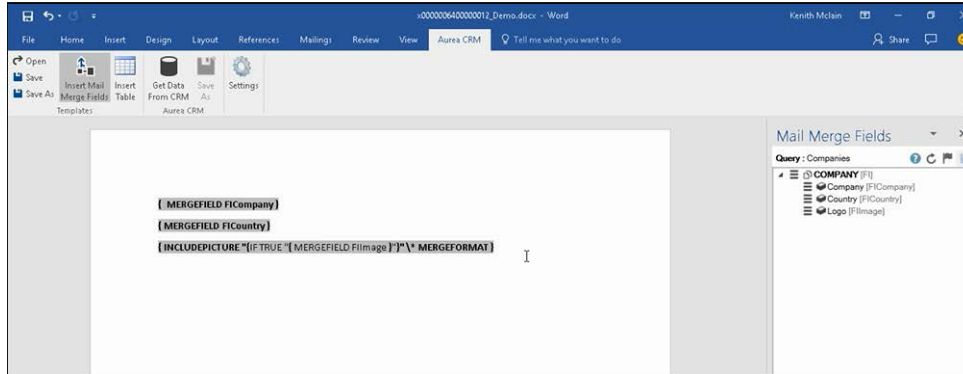 x0000006400000012_Demo.docx - Word
Kenith Mclain
File Home Insert Design Layout References Mailings Review View Aurea CRM Tell me what you want to do
Share
Open
Save
Save As
Insert Mail
Merge Fields
Insert
Table
Get Data
From CRM
Save
As
Settings
Templates
Aurea CRM
Mail Merge Fields
Query : Companies
COMPANY [FI]
Company [FICompany]
Country [FICountry]
Logo [FIImage]
{ MERGEFIELD FICompany }
{ MERGEFIELD FICountry }
{ INCLUDEPICTURE "{IF TRUE "{ MERGEFIELD FIImage }"}" \* MERGEFORMAT }